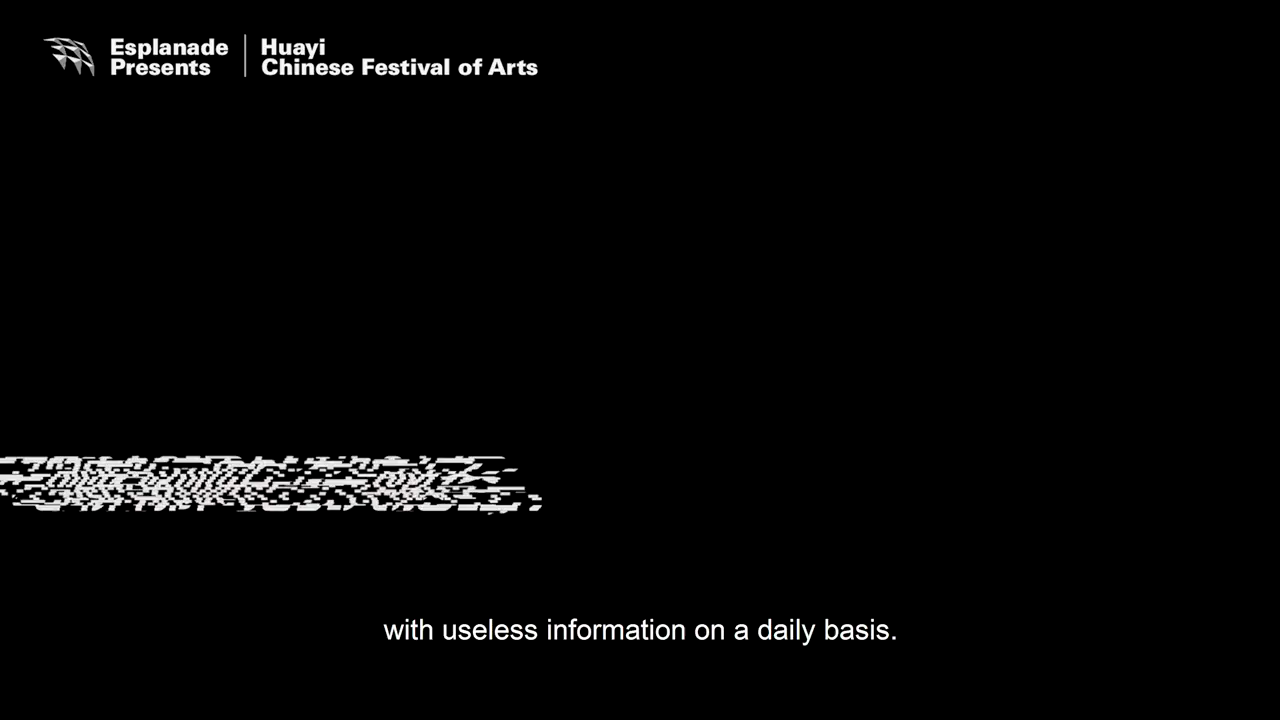 Esplanade
Presents
Huayi
Chinese Festival of Arts
with useless information on a daily basis.